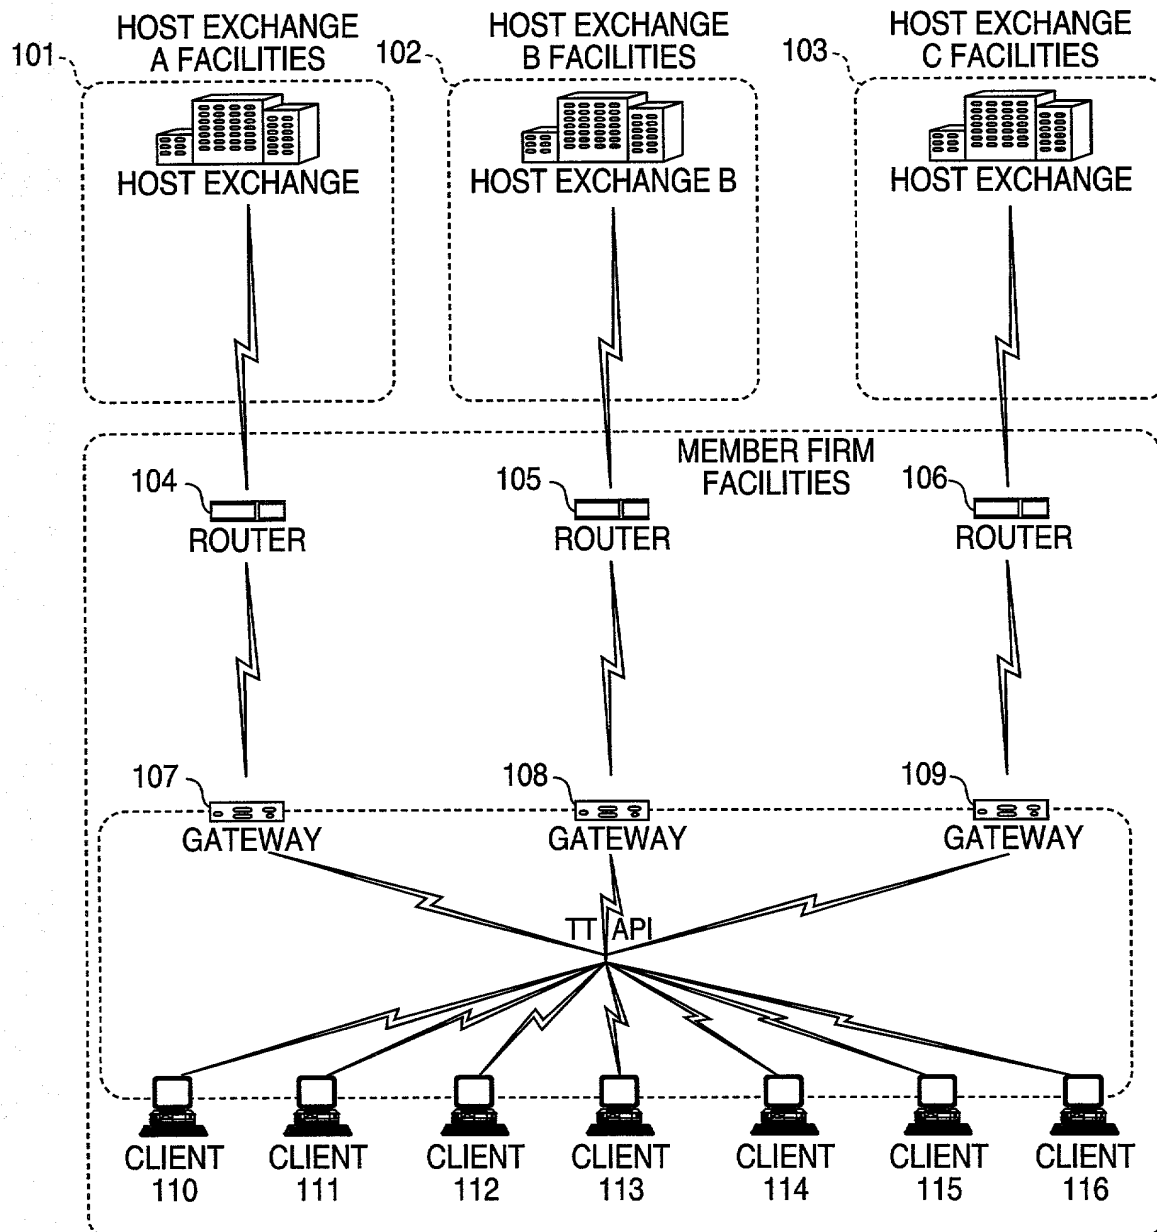 HOST EXCHANGE
A FACILITIES
101
HOST EXCHANGE
B FACILITIES
102
HOST EXCHANGE
C FACILITIES
103
HOST EXCHANGE
HOST EXCHANGE B
HOST EXCHANGE
MEMBER FIRM
FACILITIES
104
ROUTER
105
ROUTER
106
ROUTER
107
GATEWAY
108
GATEWAY
109
GATEWAY
TT API
CLIENT
110
CLIENT
111
CLIENT
112
CLIENT
113
CLIENT
114
CLIENT
115
CLIENT
116